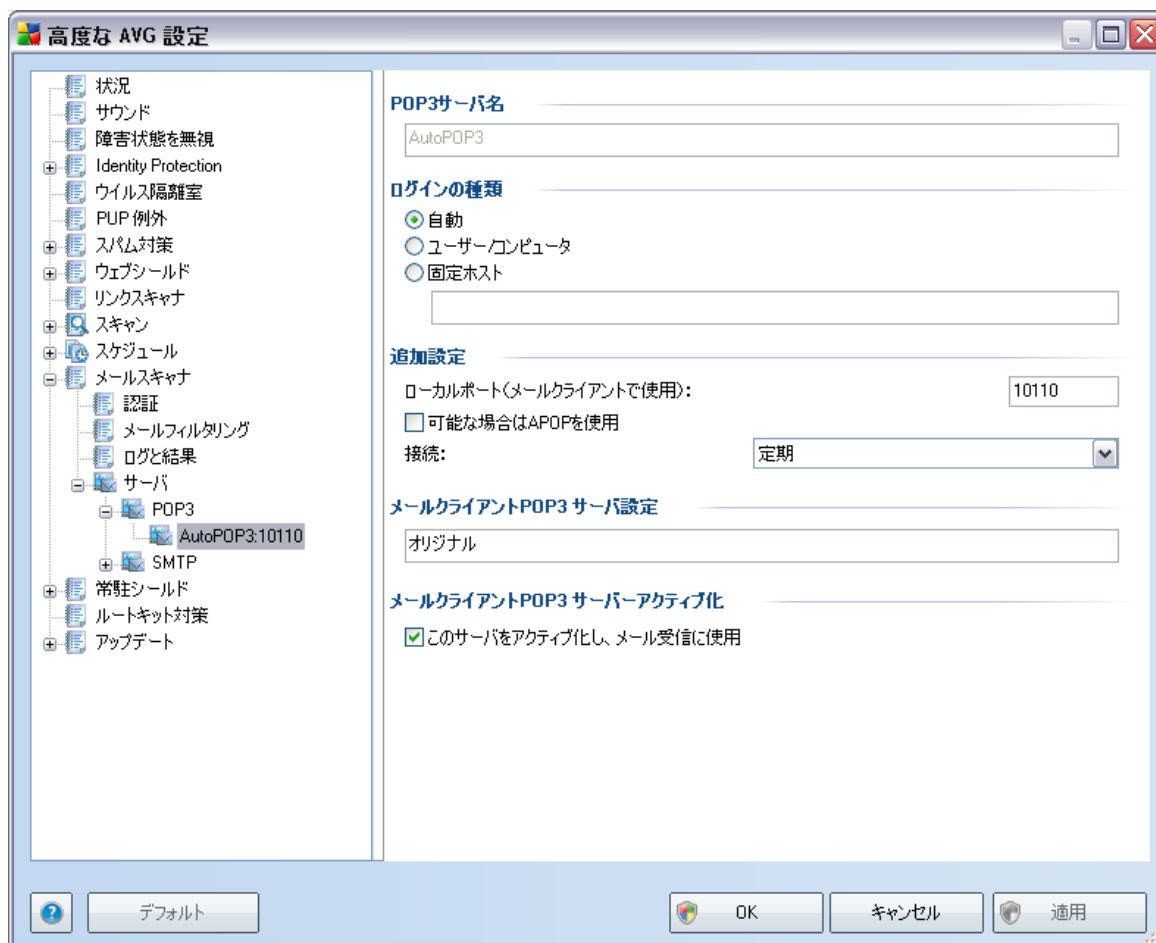 高度な AVG 設定
状況
サウンド
障害状態を無視
Identity Protection
ウイルス隔離室
PUP 例外
スパム対策
ウェブシールド
リンクスキャナ
スキャン
スケジュール
メールスキャナ
認証
メールフィルタリング
ログと結果
サーバ
POP3
AutoPOP3:10110
SMTP
常駐シールド
ルートキット対策
アップデート
POP3サーバ名
AutoPOP3
ログインの種類
自動
ユーザー/コンピュータ
固定ホスト
追加設定
ローカルポート(メールクライアントで使用): 10110
可能な場合はAPOPを使用
接続: 定期
メールクライアントPOP3 サーバ設定
オリジナル
メールクライアントPOP3 サーバーアクティブ化
このサーバをアクティブ化し、メール受信に使用
? デフォルト OK キャンセル 適用